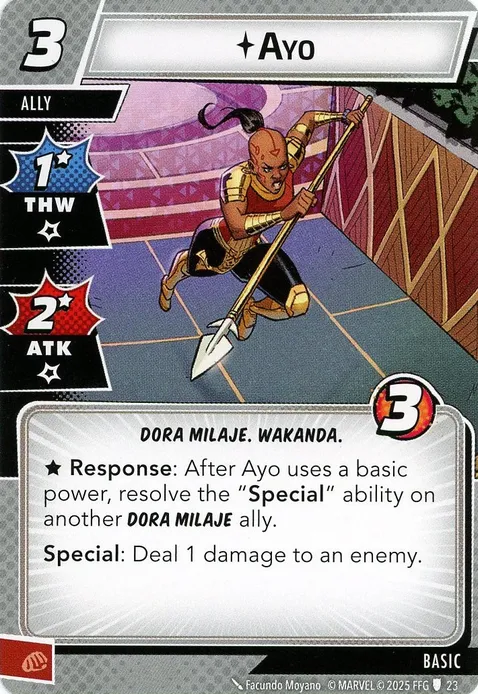 3
Ayo
ALLY
1
THW
2
ATK
3
DORA MILAJE. WAKANDA.
★ Response: After Ayo uses a basic
power, resolve the “Special” ability on
another DORA MILAJE ally.
Special: Deal 1 damage to an enemy.
BASIC
Facundo Moyano © MARVEL © 2025 FFG 23